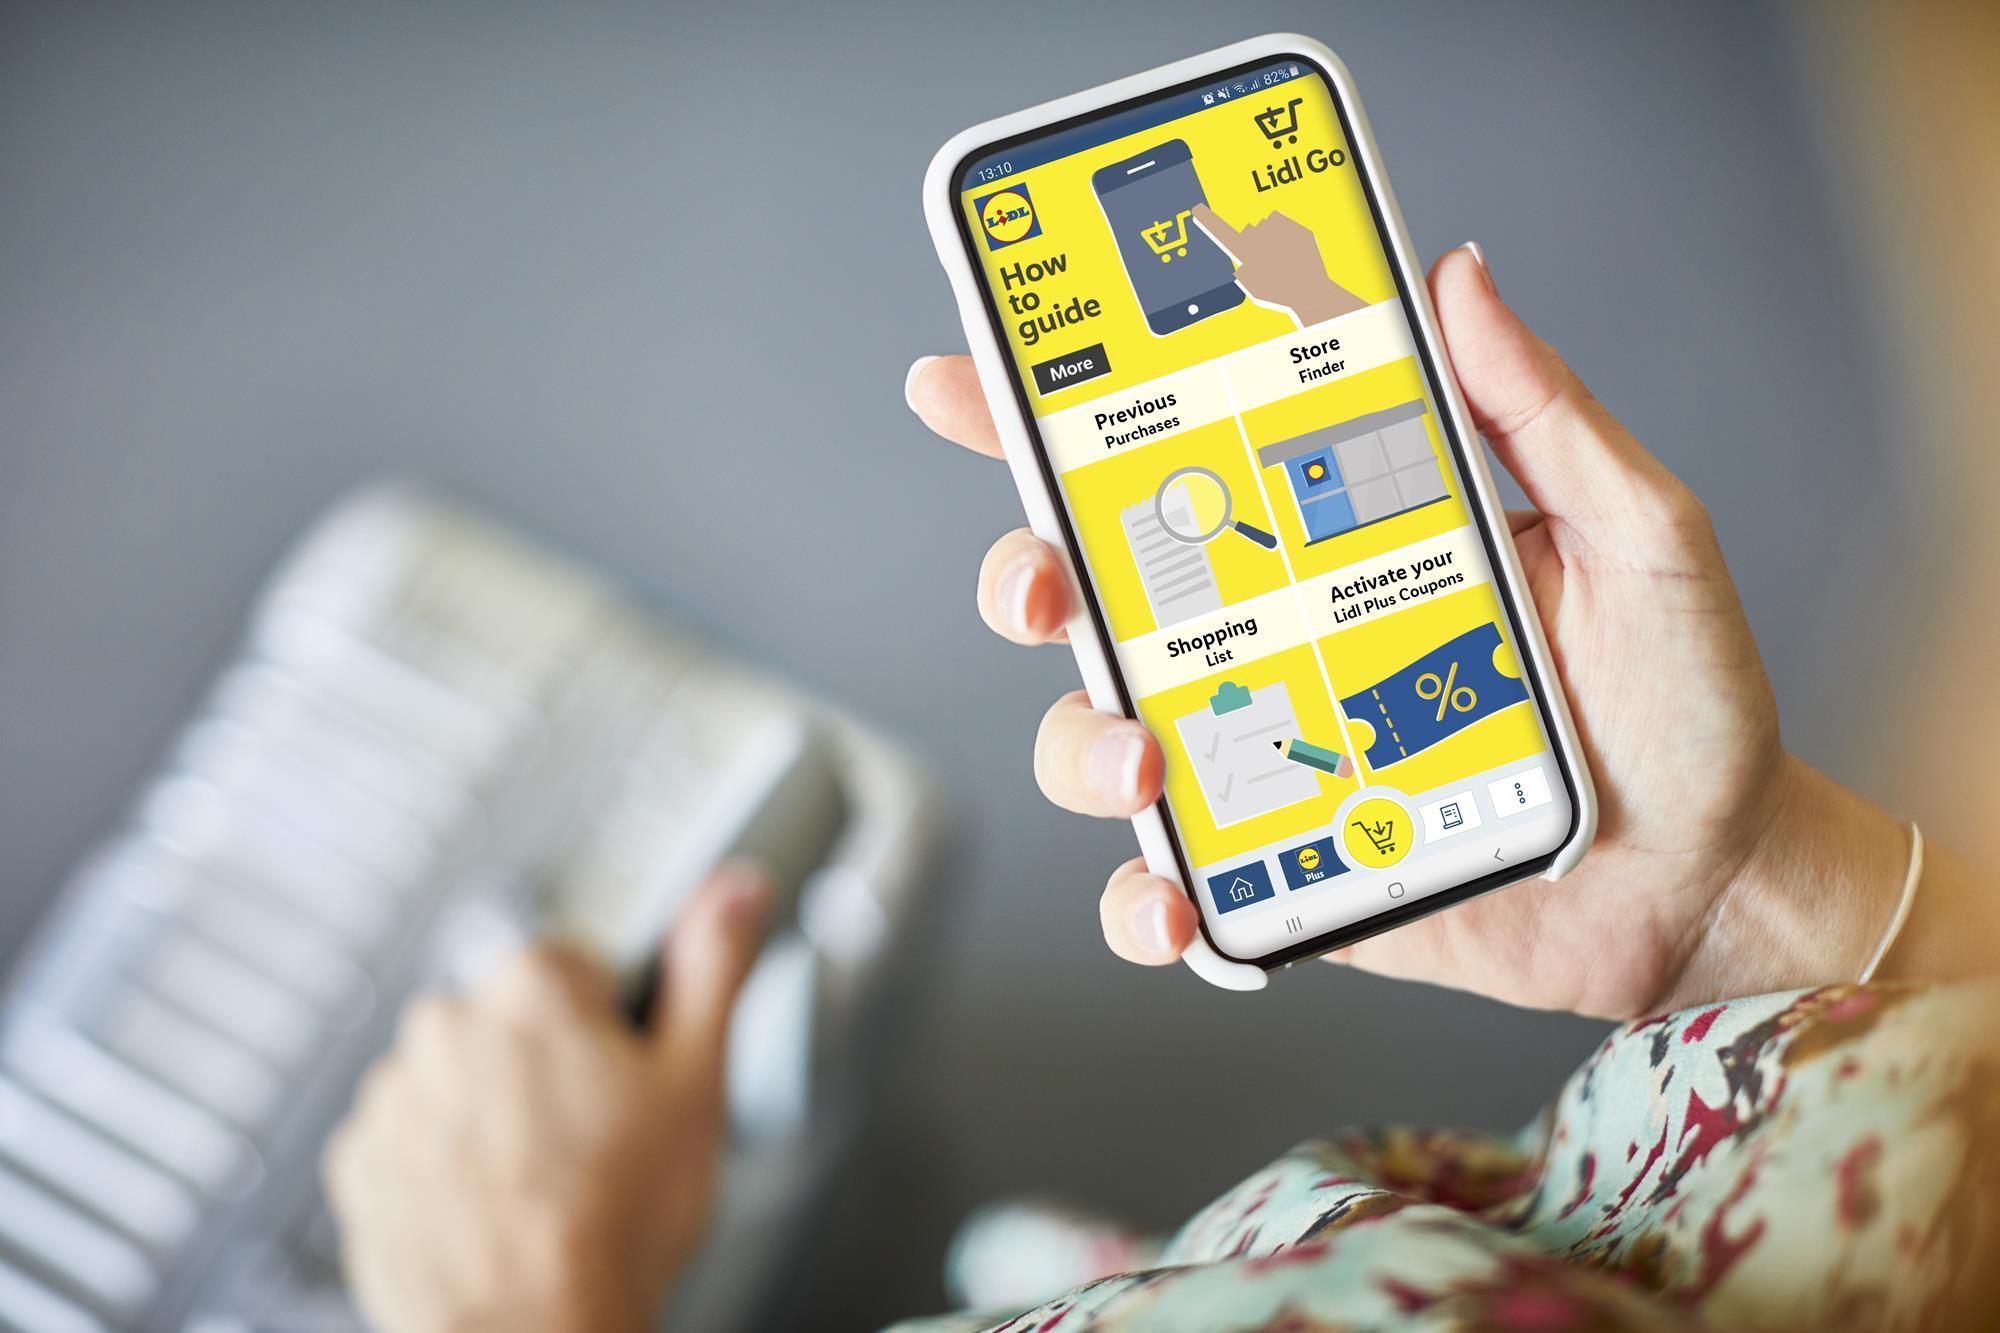 13:10
82%
LIDL
Lidl Go
How
to
guide
More
Previous
Purchases
Store
Finder
Shopping
List
Activate your
Lidl Plus Coupons
%
LIDL
Plus